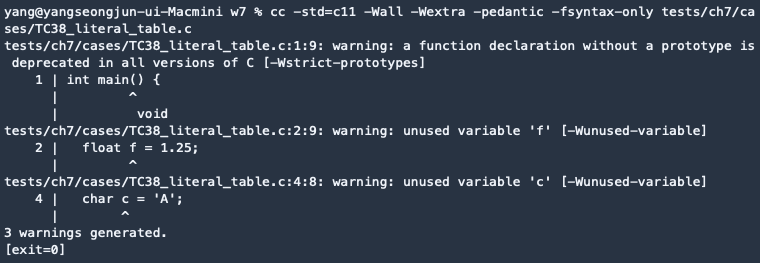 yang@yangseongjun-ui-Macmini w7 % cc -std=c11 -Wall -Wextra -pedantic -fsyntax-only tests/ch7/ca
ses/TC38_literal_table.c
tests/ch7/cases/TC38_literal_table.c:1:9: warning: a function declaration without a prototype is
 deprecated in all versions of C [-Wstrict-prototypes]
    1 | int main() {
      |         ^
      |          void
tests/ch7/cases/TC38_literal_table.c:2:9: warning: unused variable 'f' [-Wunused-variable]
    2 |   float f = 1.25;
      |         ^
tests/ch7/cases/TC38_literal_table.c:4:8: warning: unused variable 'c' [-Wunused-variable]
    4 |   char c = 'A';
      |        ^
3 warnings generated.
[exit=0]